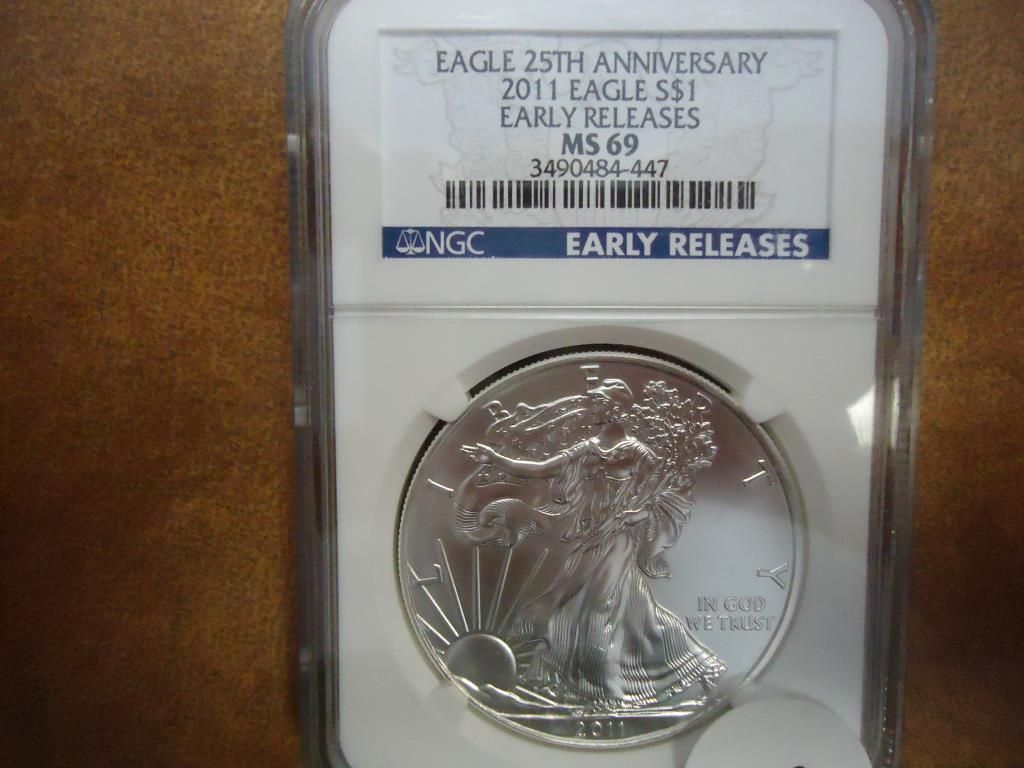 EAGLE 25TH ANNIVERSARY
2011 EAGLE S$1
EARLY RELEASES
MS 69
3490484-447
NGC EARLY RELEASES
LIBERTY
IN GOD
WE TRUST
2011